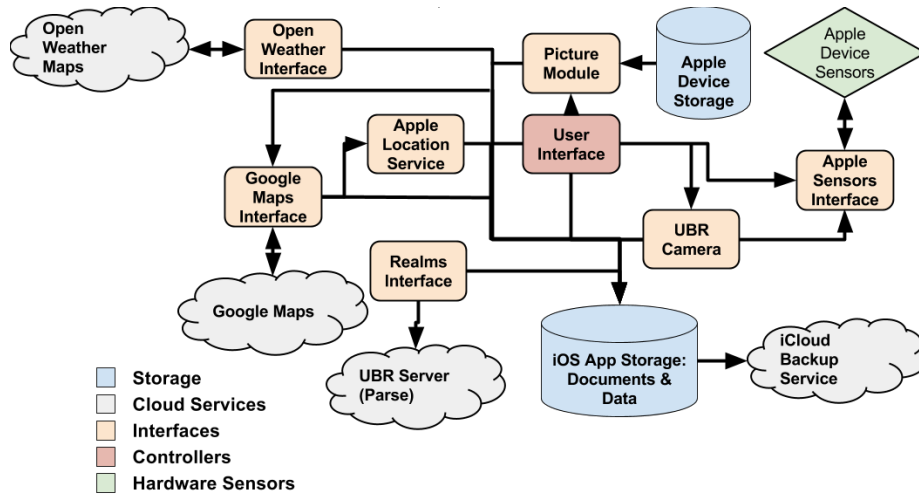 Open
Weather
Maps
Open
Weather
Interface
Picture
Module
Apple
Device
Storage
Apple
Device
Sensors
Apple
Location
Service
User
Interface
Google
Maps
Interface
Apple
Sensors
Interface
UBR
Camera
Realms
Interface
Google Maps
UBR Server
(Parse)
iOS App Storage:
Documents &
Data
iCloud
Backup
Service
Storage
Cloud Services
Interfaces
Controllers
Hardware Sensors